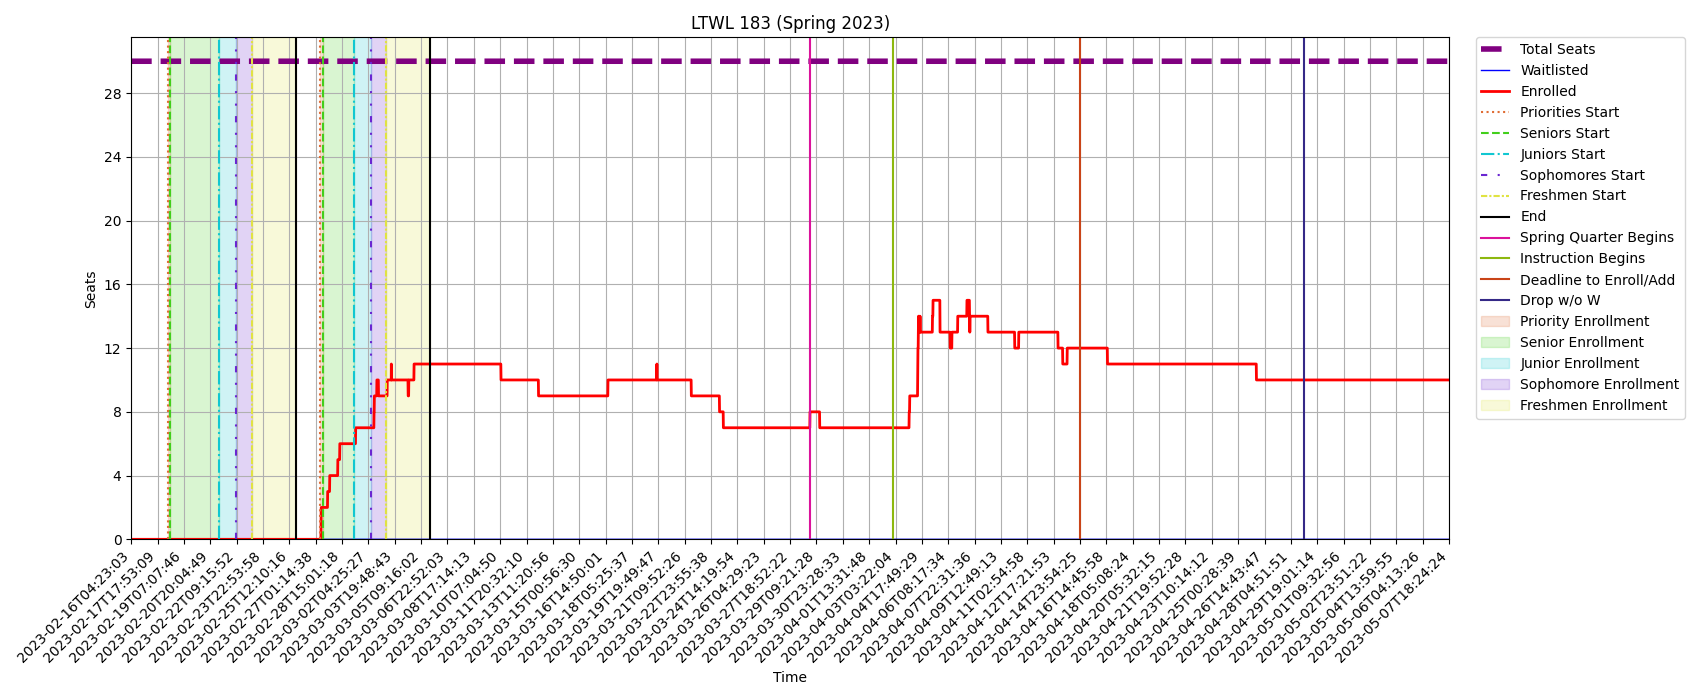 LTWL 183 (Spring 2023)
Seats
28
24
20
16
12
8
4
0
2023-02-16T04:23:03
2023-02-17T17:53:09
2023-02-19T07:07:46
2023-02-20T20:04:49
2023-02-22T09:15:52
2023-02-23T22:53:58
2023-02-25T12:10:16
2023-02-27T01:14:38
2023-02-28T15:01:18
2023-03-02T04:25:27
2023-03-03T19:48:43
2023-03-05T09:16:02
2023-03-06T22:52:03
2023-03-08T17:14:13
2023-03-10T07:04:50
2023-03-11T20:32:10
2023-03-13T11:20:56
2023-03-15T00:56:30
2023-03-16T14:50:01
2023-03-18T05:25:37
2023-03-19T19:49:47
2023-03-21T09:52:26
2023-03-22T23:55:38
2023-03-24T14:19:54
2023-03-26T04:29:23
2023-03-27T18:52:22
2023-03-29T09:21:28
2023-03-30T23:28:33
2023-04-01T13:31:48
2023-04-03T03:22:04
2023-04-04T17:49:29
2023-04-06T08:17:34
2023-04-07T22:31:36
2023-04-09T12:49:13
2023-04-11T02:54:58
2023-04-12T17:21:53
2023-04-14T23:54:25
2023-04-16T14:45:58
2023-04-18T05:08:24
2023-04-20T05:32:15
2023-04-21T19:52:28
2023-04-23T10:14:12
2023-04-25T00:28:39
2023-04-26T14:43:47
2023-04-28T04:51:51
2023-04-29T19:01:14
2023-05-01T09:32:56
2023-05-02T23:51:22
2023-05-04T13:59:55
2023-05-06T04:13:26
2023-05-07T18:24:24
Time
Total Seats
Waitlisted
Enrolled
Priorities Start
Seniors Start
Juniors Start
Sophomores Start
Freshmen Start
End
Spring Quarter Begins
Instruction Begins
Deadline to Enroll/Add
Drop w/o W
Priority Enrollment
Senior Enrollment
Junior Enrollment
Sophomore Enrollment
Freshmen Enrollment